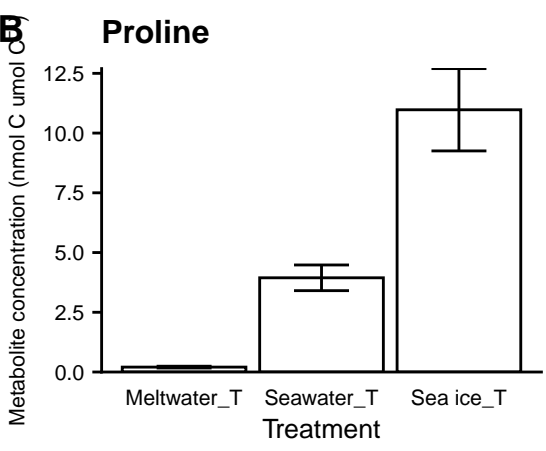 B
Proline
Metabolite concentration (nmol C umol C
12.5
10.0
7.5
5.0
2.5
0.0
Meltwater_T Seawater_T Sea ice_T
Treatment